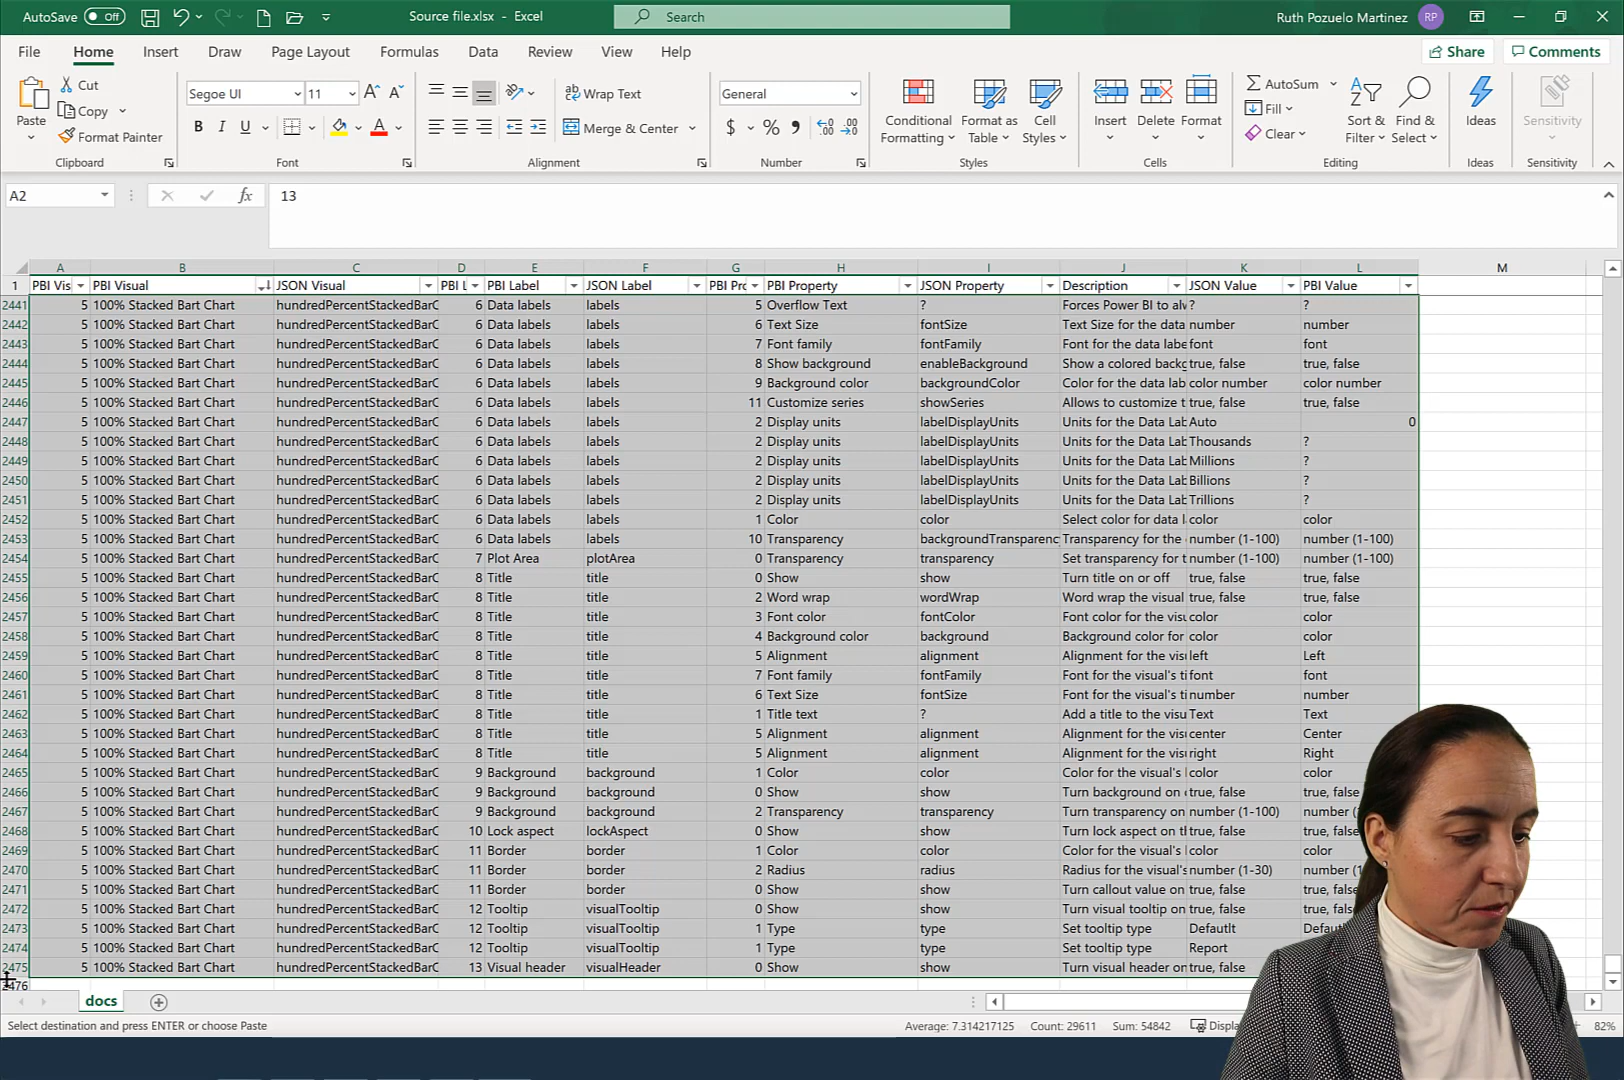 AutoSave Off Source file.xlsx - Excel Search Ruth Pozuelo Martinez RP
File Home Insert Draw Page Layout Formulas Data Review View Help Share Comments
Paste Cut Copy Format Painter Clipboard
Segoe UI 11 B I U Font
Wrap Text Merge & Center Alignment
General $ % Number
Conditional Formatting Format as Table Cell Styles Styles
Insert Delete Format Cells
AutoSum Fill Clear Sort & Filter Find & Select Editing
Ideas Ideas
Sensitivity Sensitivity
A2 fx 13
A B C D E F G H I J K L M
1 PBI Vis PBI Visual JSON Visual PBI L PBI Label JSON Label PBI Prc PBI Property JSON Property Description JSON Value PBI Value
2441 5 100% Stacked Bart Chart hundredPercentStackedBarC 6 Data labels labels 5 Overflow Text ? Forces Power BI to alv ? ?
2442 5 100% Stacked Bart Chart hundredPercentStackedBarC 6 Data labels labels 6 Text Size fontSize Text Size for the data number number
2443 5 100% Stacked Bart Chart hundredPercentStackedBarC 6 Data labels labels 7 Font family fontFamily Font for the data labe font font
2444 5 100% Stacked Bart Chart hundredPercentStackedBarC 6 Data labels labels 8 Show background enableBackground Show a colored backg true, false true, false
2445 5 100% Stacked Bart Chart hundredPercentStackedBarC 6 Data labels labels 9 Background color backgroundColor Color for the data lab color number color number
2446 5 100% Stacked Bart Chart hundredPercentStackedBarC 6 Data labels labels 11 Customize series showSeries Allows to customize t true, false true, false
2447 5 100% Stacked Bart Chart hundredPercentStackedBarC 6 Data labels labels 2 Display units labelDisplayUnits Units for the Data Lab Auto 0
2448 5 100% Stacked Bart Chart hundredPercentStackedBarC 6 Data labels labels 2 Display units labelDisplayUnits Units for the Data Lab Thousands ?
2449 5 100% Stacked Bart Chart hundredPercentStackedBarC 6 Data labels labels 2 Display units labelDisplayUnits Units for the Data Lab Millions ?
2450 5 100% Stacked Bart Chart hundredPercentStackedBarC 6 Data labels labels 2 Display units labelDisplayUnits Units for the Data Lab Billions ?
2451 5 100% Stacked Bart Chart hundredPercentStackedBarC 6 Data labels labels 2 Display units labelDisplayUnits Units for the Data Lab Trillions ?
2452 5 100% Stacked Bart Chart hundredPercentStackedBarC 6 Data labels labels 1 Color color Select color for data l color color
2453 5 100% Stacked Bart Chart hundredPercentStackedBarC 6 Data labels labels 10 Transparency backgroundTransparenc Transparency for the number (1-100) number (1-100)
2454 5 100% Stacked Bart Chart hundredPercentStackedBarC 7 Plot Area plotArea 0 Transparency transparency Set transparency for t number (1-100) number (1-100)
2455 5 100% Stacked Bart Chart hundredPercentStackedBarC 8 Title title 0 Show show Turn title on or off true, false true, false
2456 5 100% Stacked Bart Chart hundredPercentStackedBarC 8 Title title 2 Word wrap wordWrap Word wrap the visual true, false true, false
2457 5 100% Stacked Bart Chart hundredPercentStackedBarC 8 Title title 3 Font color fontColor Font color for the visu color color
2458 5 100% Stacked Bart Chart hundredPercentStackedBarC 8 Title title 4 Background color background Background color for color color
2459 5 100% Stacked Bart Chart hundredPercentStackedBarC 8 Title title 5 Alignment alignment Alignment for the vis left Left
2460 5 100% Stacked Bart Chart hundredPercentStackedBarC 8 Title title 7 Font family fontFamily Font for the visual's ti font font
2461 5 100% Stacked Bart Chart hundredPercentStackedBarC 8 Title title 6 Text Size fontSize Font for the visual's ti number number
2462 5 100% Stacked Bart Chart hundredPercentStackedBarC 8 Title title 1 Title text ? Add a title to the visu Text Text
2463 5 100% Stacked Bart Chart hundredPercentStackedBarC 8 Title title 5 Alignment alignment Alignment for the vis center Center
2464 5 100% Stacked Bart Chart hundredPercentStackedBarC 8 Title title 5 Alignment alignment Alignment for the vis right Right
2465 5 100% Stacked Bart Chart hundredPercentStackedBarC 9 Background background 1 Color color Color for the visual's color color
2466 5 100% Stacked Bart Chart hundredPercentStackedBarC 9 Background background 0 Show show Turn background on true, false true,
2467 5 100% Stacked Bart Chart hundredPercentStackedBarC 9 Background background 2 Transparency transparency Turn transparency on number (1-100) number
2468 5 100% Stacked Bart Chart hundredPercentStackedBarC 10 Lock aspect lockAspect 0 Show show Turn lock aspect on th true, false true,
2469 5 100% Stacked Bart Chart hundredPercentStackedBarC 11 Border border 1 Color color Color for the visual's color color
2470 5 100% Stacked Bart Chart hundredPercentStackedBarC 11 Border border 2 Radius radius Radius for the visual's number (1-30) number
2471 5 100% Stacked Bart Chart hundredPercentStackedBarC 11 Border border 0 Show show Turn callout value on true, false true,
2472 5 100% Stacked Bart Chart hundredPercentStackedBarC 12 Tooltip visualTooltip 0 Show show Turn visual tooltip on true, false true,
2473 5 100% Stacked Bart Chart hundredPercentStackedBarC 12 Tooltip visualTooltip 1 Type type Set tooltip type Defautlt
2474 5 100% Stacked Bart Chart hundredPercentStackedBarC 12 Tooltip visualTooltip 1 Type type Set tooltip type Report
2475 5 100% Stacked Bart Chart hundredPercentStackedBarC 13 Visual header visualHeader 0 Show show Turn visual header on true, false
2476
docs
Select destination and press ENTER or choose Paste Average: 7.314217125 Count: 29611 Sum: 54842 82%